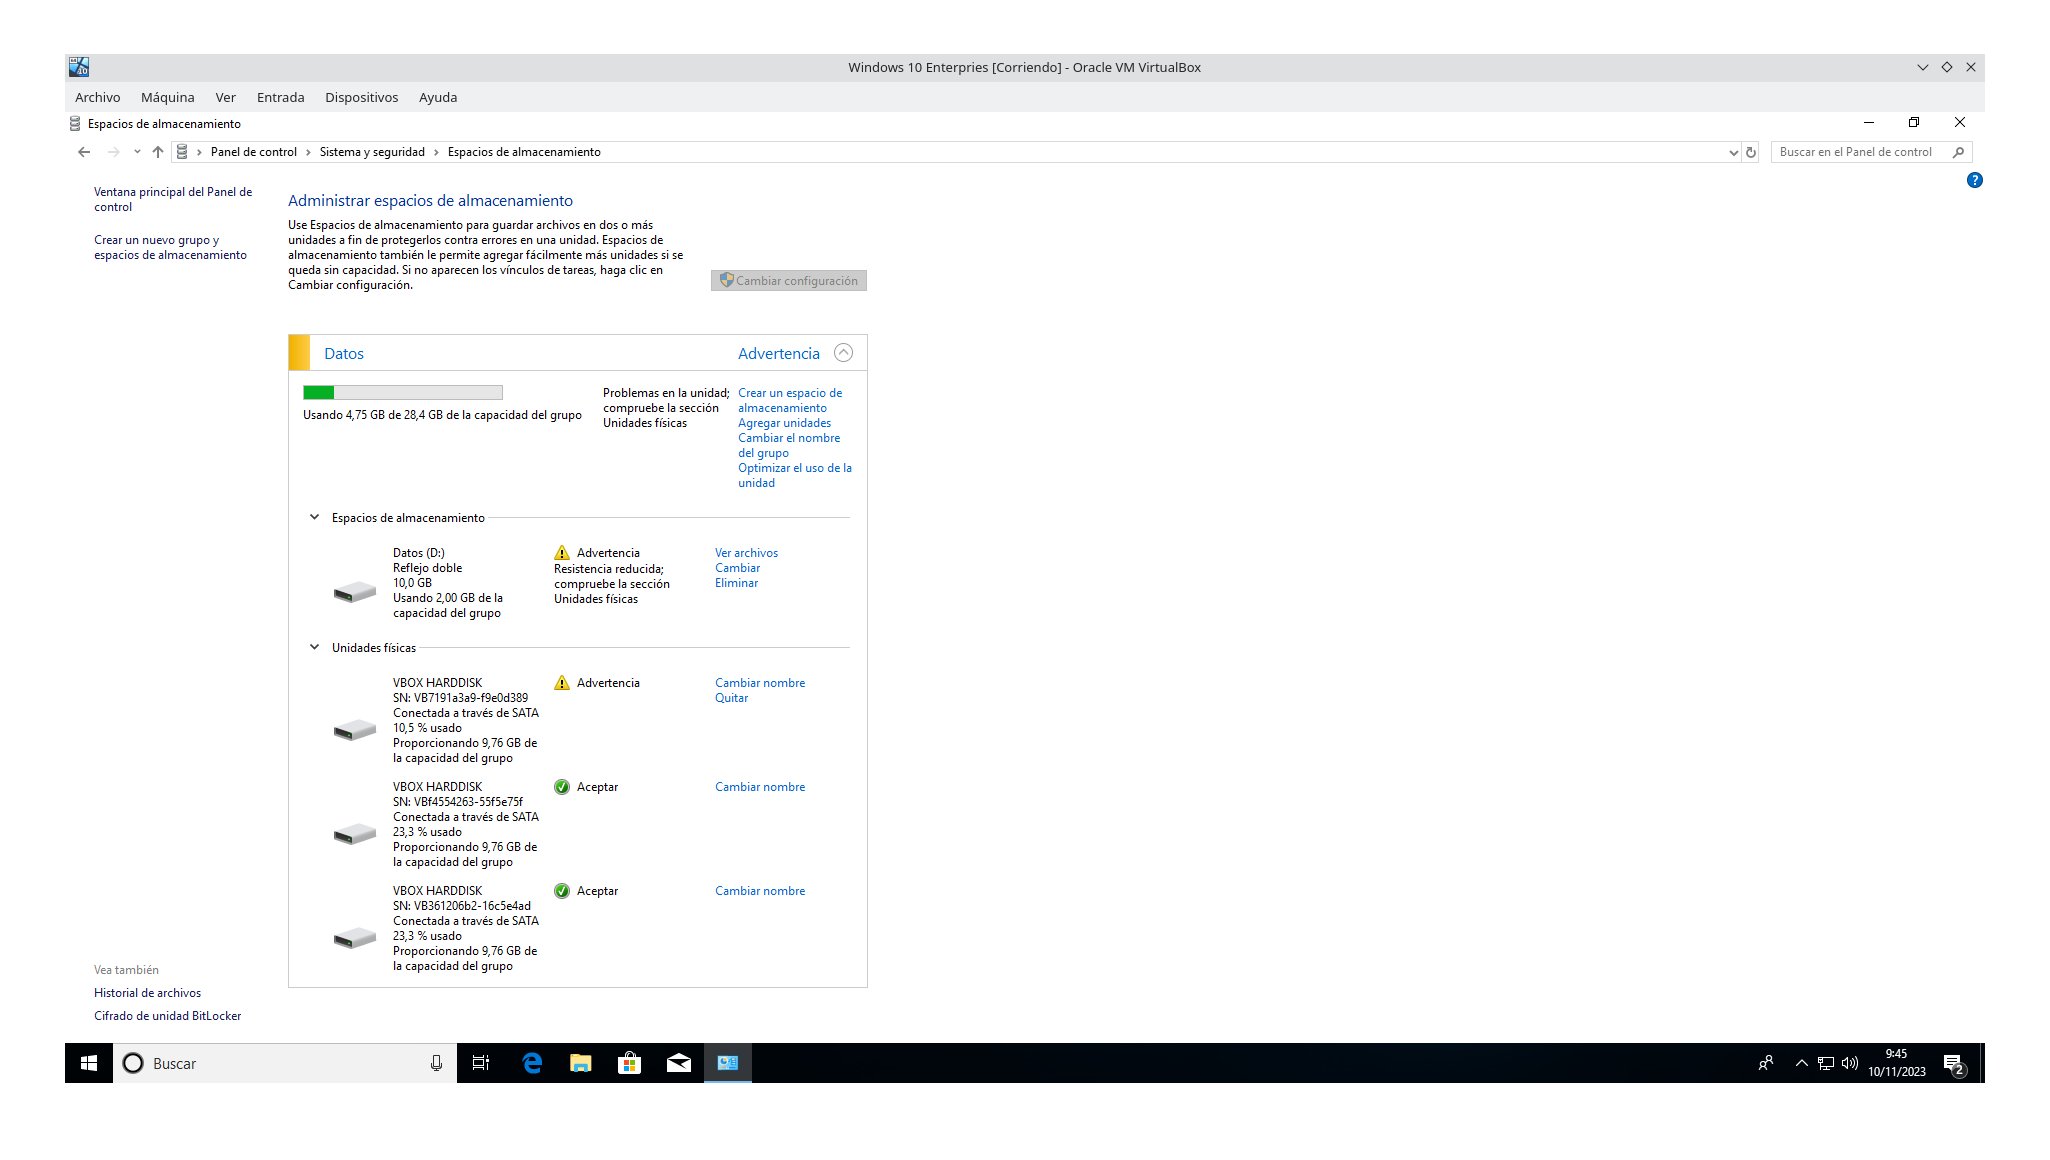 Windows 10 Enterpries [Corriendo] - Oracle VM VirtualBox
Archivo Máquina Ver Entrada Dispositivos Ayuda
Espacios de almacenamiento
Panel de control › Sistema y seguridad › Espacios de almacenamiento
Buscar en el Panel de control
Ventana principal del Panel de
control
Crear un nuevo grupo y
espacios de almacenamiento
Administrar espacios de almacenamiento
Use Espacios de almacenamiento para guardar archivos en dos o más
unidades a fin de protegerlos contra errores en una unidad. Espacios de
almacenamiento también le permite agregar fácilmente más unidades si se
queda sin capacidad. Si no aparecen los vínculos de tareas, haga clic en
Cambiar configuración.
Cambiar configuración
Datos
Advertencia
Usando 4,75 GB de 28,4 GB de la capacidad del grupo
Problemas en la unidad;
compruebe la sección
Unidades físicas
Crear un espacio de
almacenamiento
Agregar unidades
Cambiar el nombre
del grupo
Optimizar el uso de la
unidad
Espacios de almacenamiento
Datos (D:)
Reflejo doble
10,0 GB
Usando 2,00 GB de la
capacidad del grupo
Advertencia
Resistencia reducida;
compruebe la sección
Unidades físicas
Ver archivos
Cambiar
Eliminar
Unidades físicas
VBOX HARDDISK
SN: VB7191a3a9-f9e0d389
Conectada a través de SATA
10,5 % usado
Proporcionando 9,76 GB de
la capacidad del grupo
Advertencia
Cambiar nombre
Quitar
VBOX HARDDISK
SN: VBf4554263-55f5e75f
Conectada a través de SATA
23,3 % usado
Proporcionando 9,76 GB de
la capacidad del grupo
Aceptar
Cambiar nombre
VBOX HARDDISK
SN: VB361206b2-16c5e4ad
Conectada a través de SATA
23,3 % usado
Proporcionando 9,76 GB de
la capacidad del grupo
Aceptar
Cambiar nombre
Vea también
Historial de archivos
Cifrado de unidad BitLocker
Buscar
9:45
10/11/2023
2